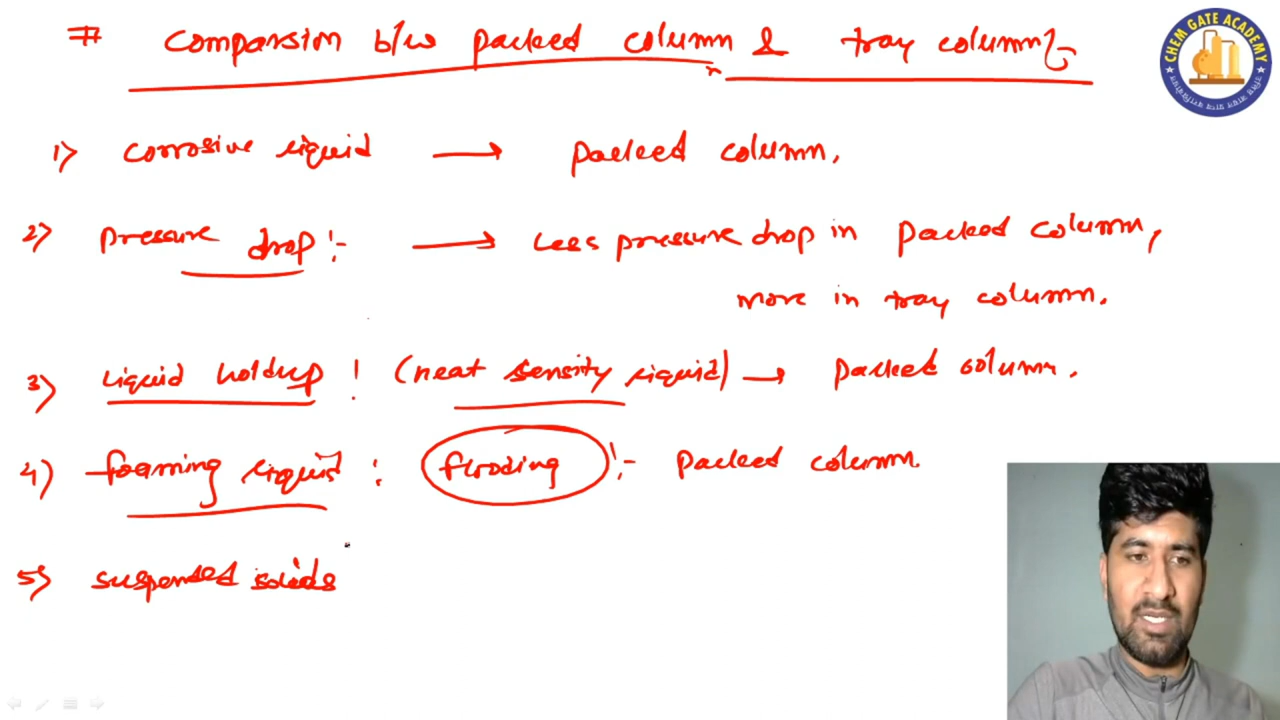 # comparsion b/w packed column & tray column
CHEM GATE ACADEMY
1) corrosive liquid → packed column.
2) pressure drop :- → Less pressure drop in packed column,
more in tray column.
3) Liquid holdup ! (heat sensity liquid) → packed column.
4) foaming liquid : flooding :- packed column
5) suspended solids